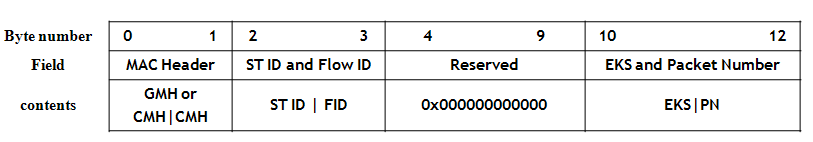 Byte number 0 1 2 3 4 9 10 12
Field MAC Header ST ID and Flow ID Reserved EKS and Packet Number
contents GMH or CMH|CMH ST ID | FID 0x000000000000 EKS|PN